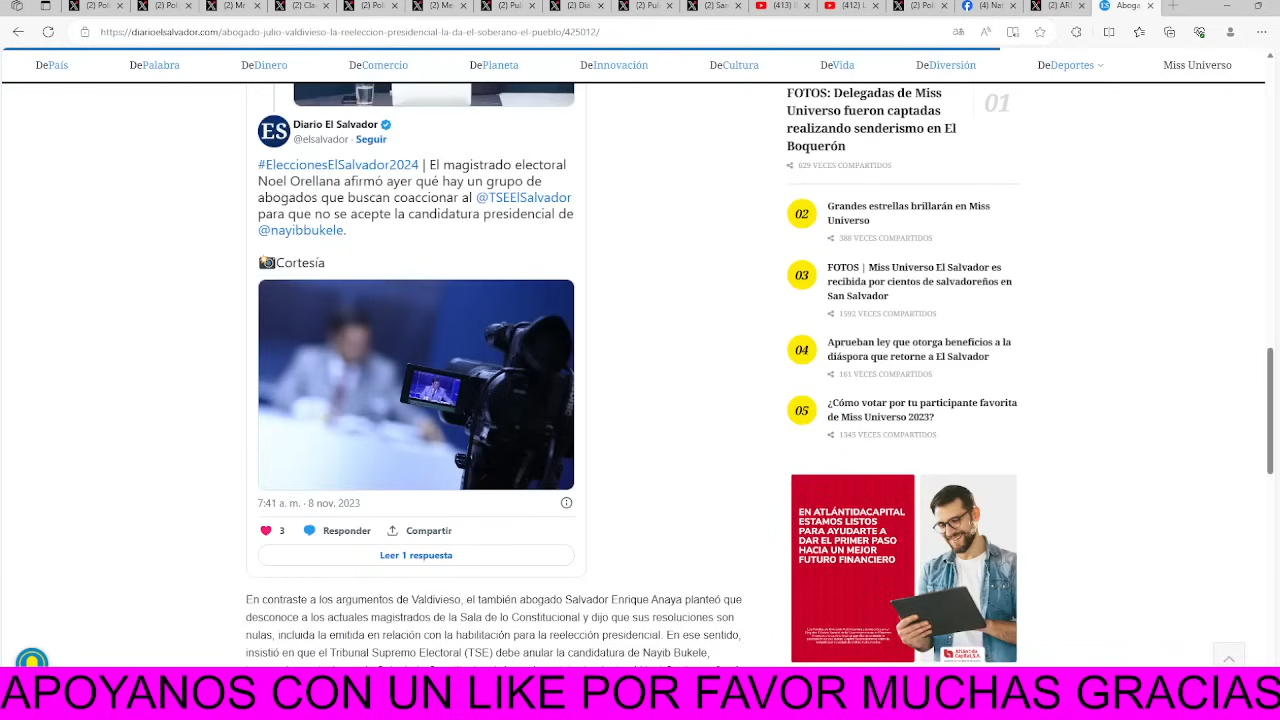 https://diarioelsalvador.com/abogado-julio-valdivieso-la-reeleccion-presidencial-la-da-el-soberano-el-pueblo/425012/
DePaís
DePalabra
DeDinero
DeComercio
DePlaneta
DeInnovación
DeCultura
DeVida
DeDiversión
DeDeportes
Miss Universo
Diario El Salvador
@elsalvador · Seguir
#EleccionesElSalvador2024 | El magistrado electoral
Noel Orellana afirmó ayer qué hay un grupo de
abogados que buscan coaccionar al @TSEElSalvador
para que no se acepte la candidatura presidencial de
@nayibbukele.
Cortesía
7:41 a. m. · 8 nov. 2023
3
Responder
Compartir
Leer 1 respuesta
En contraste a los argumentos de Valdivieso, el también abogado Salvador Enrique Anaya planteó que
desconoce a los actuales magistrados de la Sala de lo Constitucional y dijo que sus resoluciones son
nulas, incluida la emitida en relación con la habilitación para la reelección presidencial. En ese sentido,
insistió en que el Tribunal Supremo Electoral (TSE) debe anular la candidatura de Nayib Bukele,
FOTOS: Delegadas de Miss
Universo fueron captadas
realizando senderismo en El
Boquerón
01
629 VECES COMPARTIDOS
02
Grandes estrellas brillarán en Miss
Universo
388 VECES COMPARTIDOS
03
FOTOS | Miss Universo El Salvador es
recibida por cientos de salvadoreños en
San Salvador
1592 VECES COMPARTIDOS
04
Aprueban ley que otorga beneficios a la
diáspora que retorne a El Salvador
161 VECES COMPARTIDOS
05
¿Cómo votar por tu participante favorita
de Miss Universo 2023?
1345 VECES COMPARTIDOS
EN ATLÁNTIDACAPITAL
ESTAMOS LISTOS
PARA AYUDARTE A
DAR EL PRIMER PASO
HACIA UN MEJOR
FUTURO FINANCIERO
APOYANOS CON UN LIKE POR FAVOR MUCHAS GRACIAS